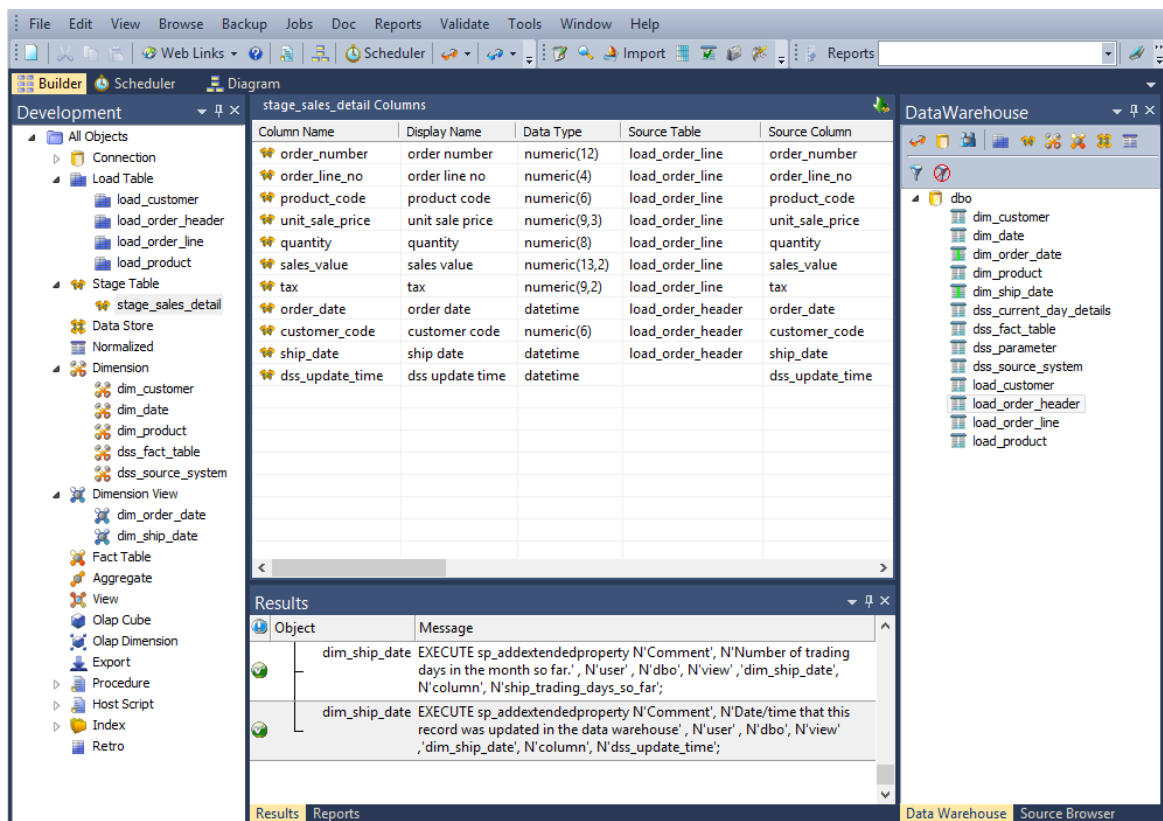 File Edit View Browse Backup Jobs Doc Reports Validate Tools Window Help
Web Links Scheduler Import Reports
Builder Scheduler Diagram
Development
All Objects
Connection
Load Table
load_customer
load_order_header
load_order_line
load_product
Stage Table
stage_sales_detail
Data Store
Normalized
Dimension
dim_customer
dim_date
dim_product
dss_fact_table
dss_source_system
Dimension View
dim_order_date
dim_ship_date
Fact Table
Aggregate
View
Olap Cube
Olap Dimension
Export
Procedure
Host Script
Index
Retro
stage_sales_detail Columns
Column Name Display Name Data Type Source Table Source Column
order_number order number numeric(12) load_order_line order_number
order_line_no order line no numeric(4) load_order_line order_line_no
product_code product code numeric(6) load_order_line product_code
unit_sale_price unit sale price numeric(9,3) load_order_line unit_sale_price
quantity quantity numeric(8) load_order_line quantity
sales_value sales value numeric(13,2) load_order_line sales_value
tax tax numeric(9,2) load_order_line tax
order_date order date datetime load_order_header order_date
customer_code customer code numeric(6) load_order_header customer_code
ship_date ship date datetime load_order_header ship_date
dss_update_time dss update time datetime dss_update_time
Results
Object Message
dim_ship_date EXECUTE sp_addextendedproperty N'Comment', N'Number of trading
days in the month so far.' , N'user' , N'dbo', N'view' ,'dim_ship_date',
N'column', N'ship_trading_days_so_far';
dim_ship_date EXECUTE sp_addextendedproperty N'Comment', N'Date/time that this
record was updated in the data warehouse' , N'user' , N'dbo', N'view'
,'dim_ship_date', N'column', N'dss_update_time';
Results Reports
DataWarehouse
dbo
dim_customer
dim_date
dim_order_date
dim_product
dim_ship_date
dss_current_day_details
dss_fact_table
dss_parameter
dss_source_system
load_customer
load_order_header
load_order_line
load_product
Data Warehouse Source Browser